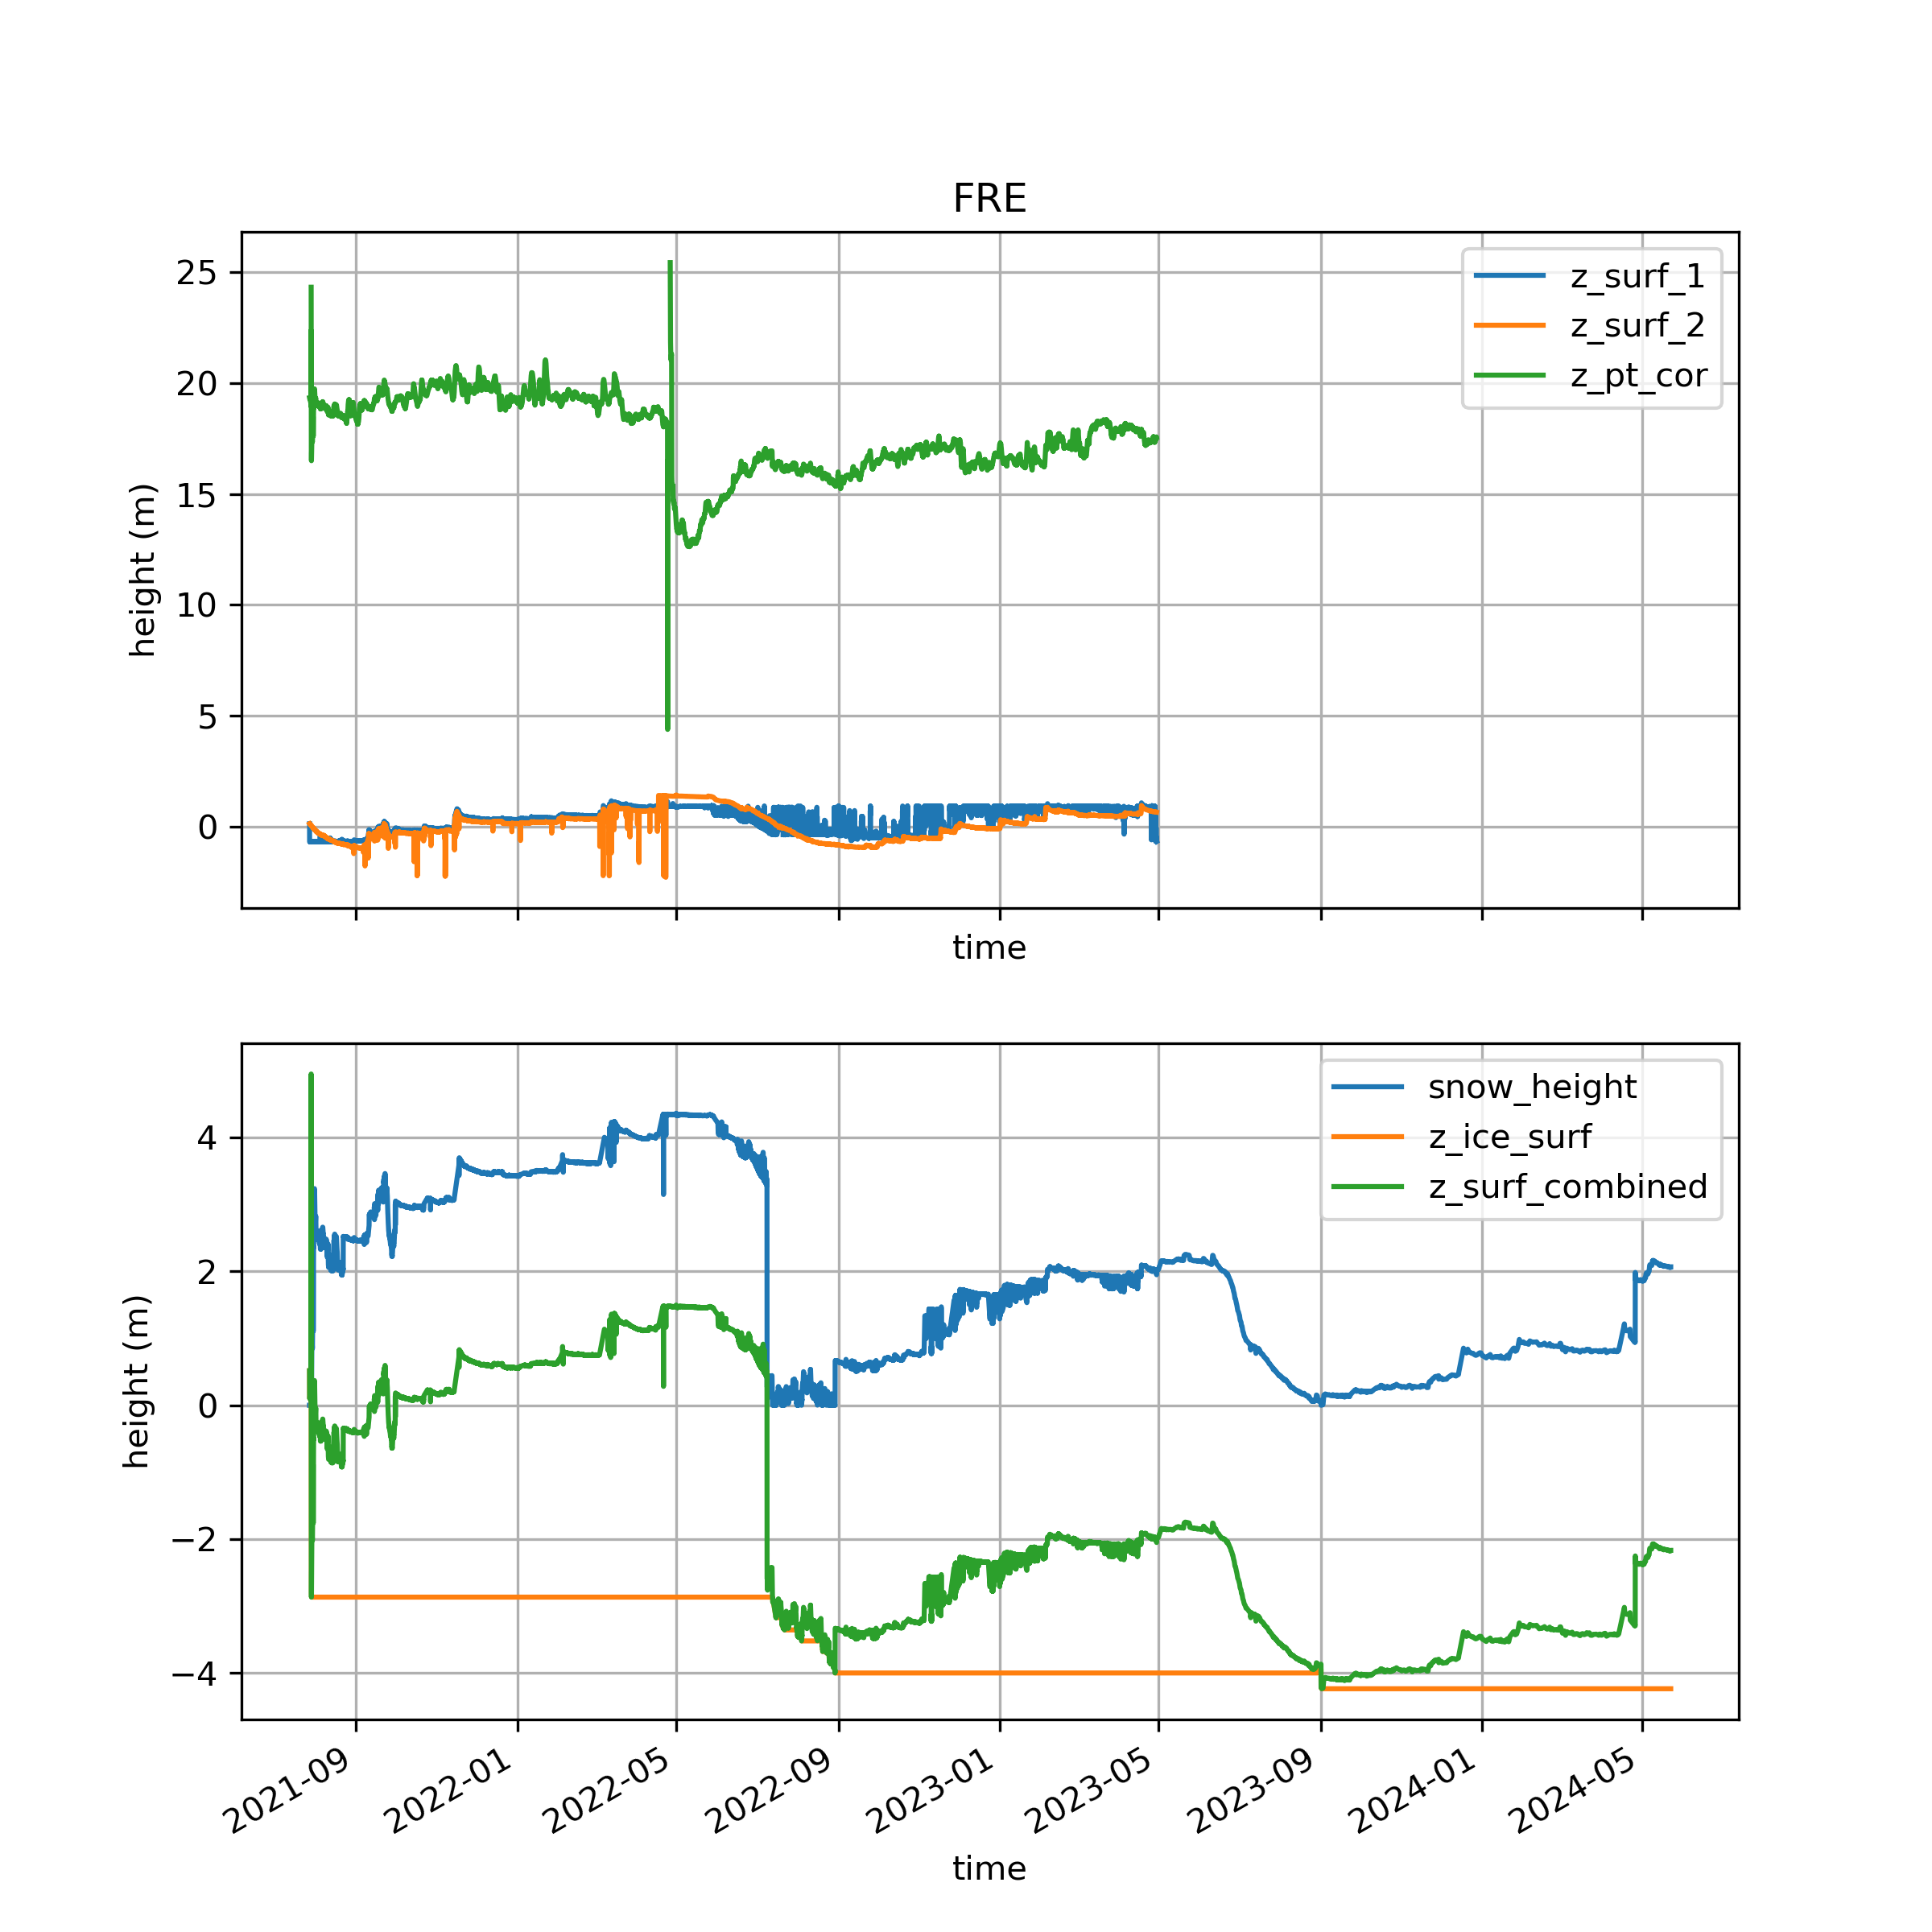 FRE
25
20
15
10
5
0
height (m)
z_surf_1
z_surf_2
z_pt_cor
time
4
2
0
−2
−4
height (m)
snow_height
z_ice_surf
z_surf_combined
2021-09
2022-01
2022-05
2022-09
2023-01
2023-05
2023-09
2024-01
2024-05
time